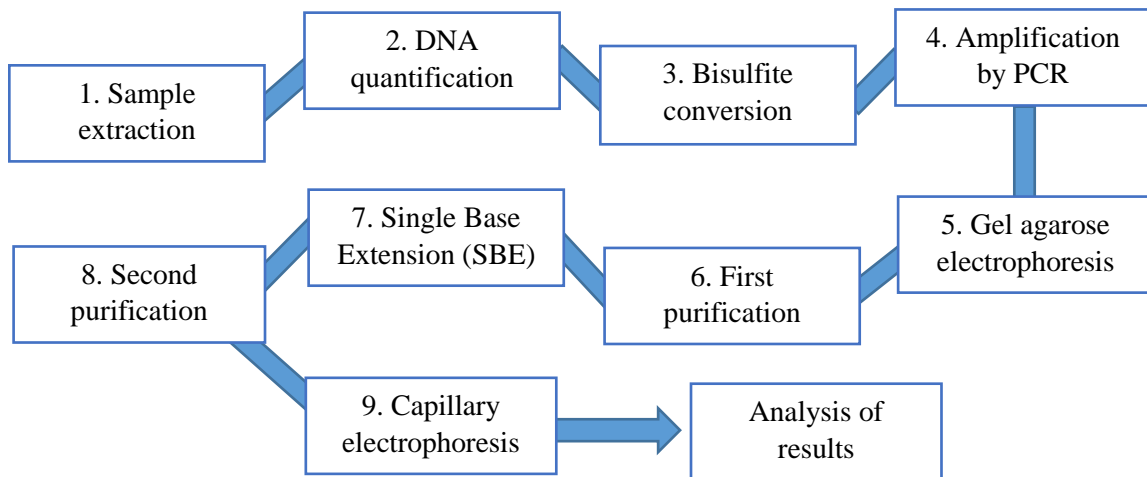 1. Sample
extraction
2. DNA
quantification
3. Bisulfite
conversion
4. Amplification
by PCR
5. Gel agarose
electrophoresis
6. First
purification
7. Single Base
Extension (SBE)
8. Second
purification
9. Capillary
electrophoresis
Analysis of
results